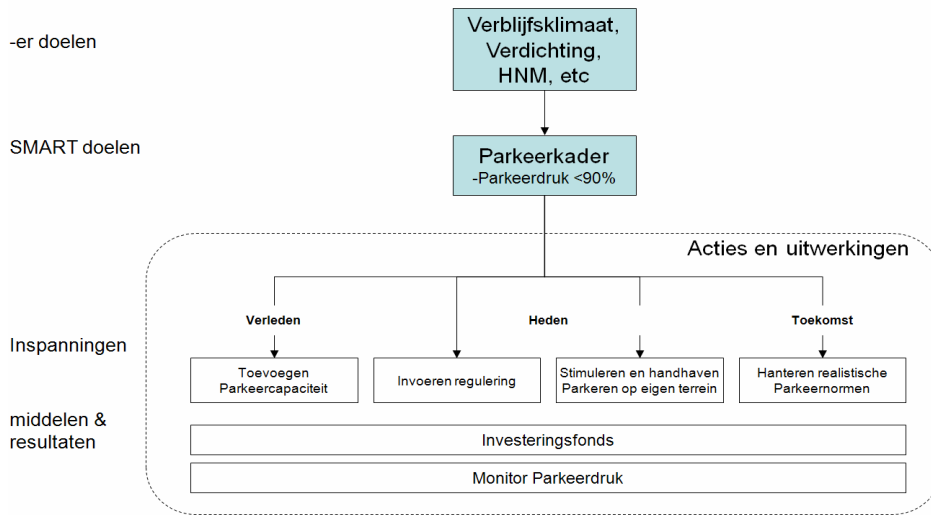 -er doelen
Verblijfsklimaat,
Verdichting,
HNM, etc
SMART doelen
Parkeerkader
-Parkeerdruk <90%
Acties en uitwerkingen
Verleden
Heden
Toekomst
Inspanningen
Toevoegen
Parkeercapaciteit
Invoeren regulering
Stimuleren en handhaven
Parkeren op eigen terrein
Hanteren realistische
Parkeernormen
middelen &
resultaten
Investeringsfonds
Monitor Parkeerdruk